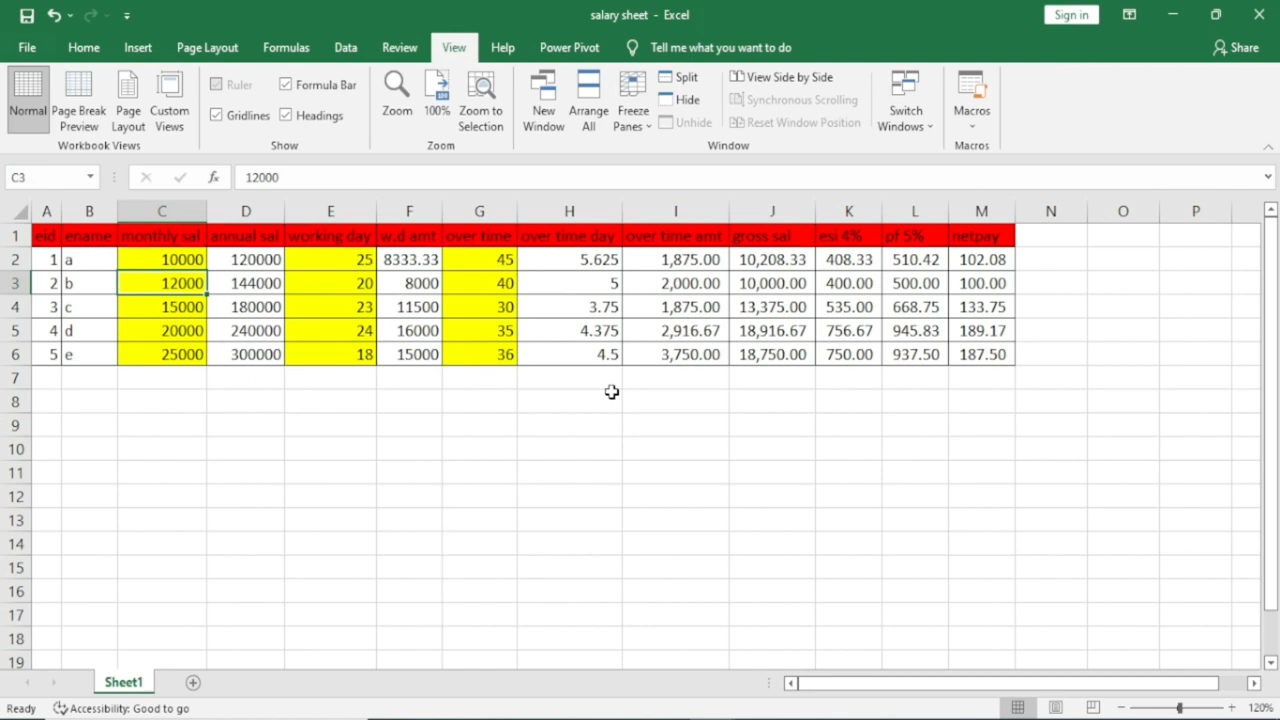 salary sheet - Excel
Sign in
File Home Insert Page Layout Formulas Data Review View Help Power Pivot Tell me what you want to do Share
Normal
Page Break Preview
Page Layout
Custom Views
Workbook Views
Ruler
Formula Bar
Gridlines
Headings
Show
Zoom
100%
Zoom to Selection
Zoom
New Window
Arrange All
Freeze Panes
Split
Hide
Unhide
View Side by Side
Synchronous Scrolling
Reset Window Position
Switch Windows
Window
Macros
Macros
C3 fx 12000
A B C D E F G H I J K L M N O P
1 eid ename monthly sal annual sal working day w.d amt over time over time day over time amt gross sal esi 4% pf 5% netpay
2 1 a 10000 120000 25 8333.33 45 5.625 1,875.00 10,208.33 408.33 510.42 102.08
3 2 b 12000 144000 20 8000 40 5 2,000.00 10,000.00 400.00 500.00 100.00
4 3 c 15000 180000 23 11500 30 3.75 1,875.00 13,375.00 535.00 668.75 133.75
5 4 d 20000 240000 24 16000 35 4.375 2,916.67 18,916.67 756.67 945.83 189.17
6 5 e 25000 300000 18 15000 36 4.5 3,750.00 18,750.00 750.00 937.50 187.50
7
8
9
10
11
12
13
14
15
16
17
18
19
Sheet1
Ready Accessibility: Good to go 120%